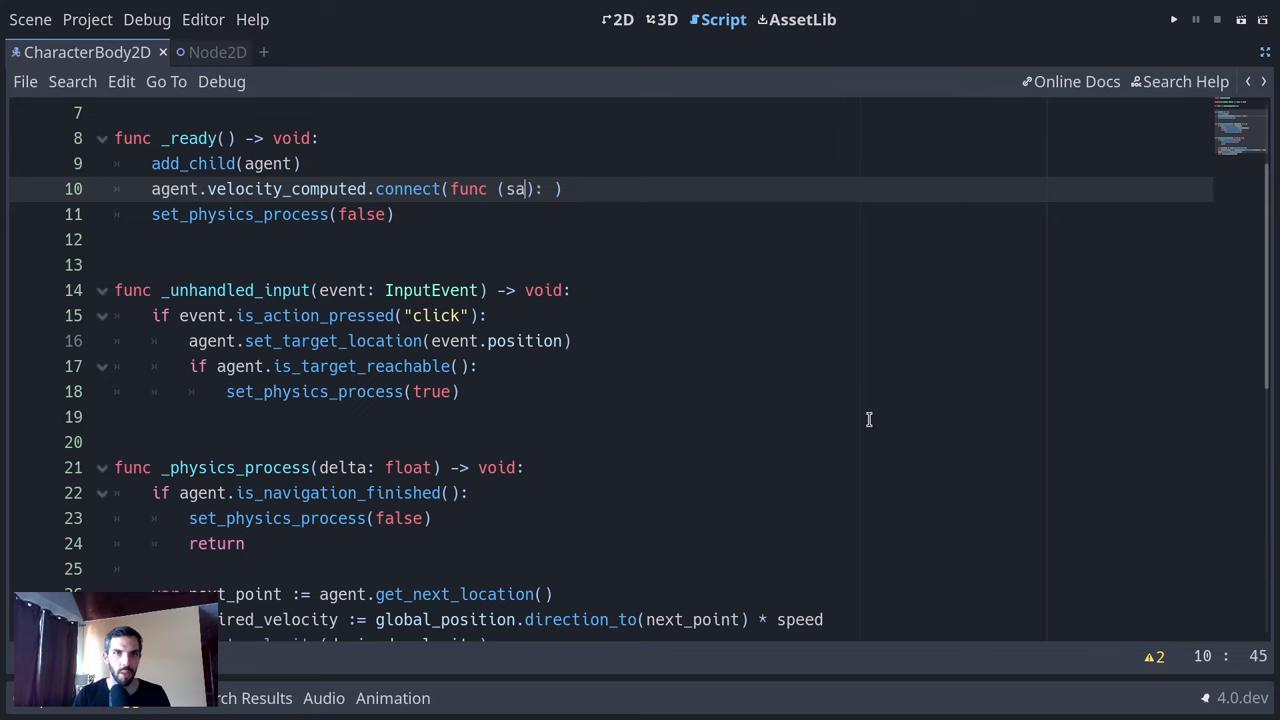 Scene Project Debug Editor Help 2D 3D Script AssetLib
CharacterBody2D Node2D
File Search Edit Go To Debug Online Docs Search Help
7
8 func _ready() -> void:
9 add_child(agent)
10 agent.velocity_computed.connect(func (sa): )
11 set_physics_process(false)
12
13
14 func _unhandled_input(event: InputEvent) -> void:
15 if event.is_action_pressed("click"):
16 agent.set_target_location(event.position)
17 if agent.is_target_reachable():
18 set_physics_process(true)
19
20
21 func _physics_process(delta: float) -> void:
22 if agent.is_navigation_finished():
23 set_physics_process(false)
24 return
25
next_point := agent.get_next_location()
ired_velocity := global_position.direction_to(next_point) * speed
2 10 : 45
rch Results Audio Animation 4.0.dev